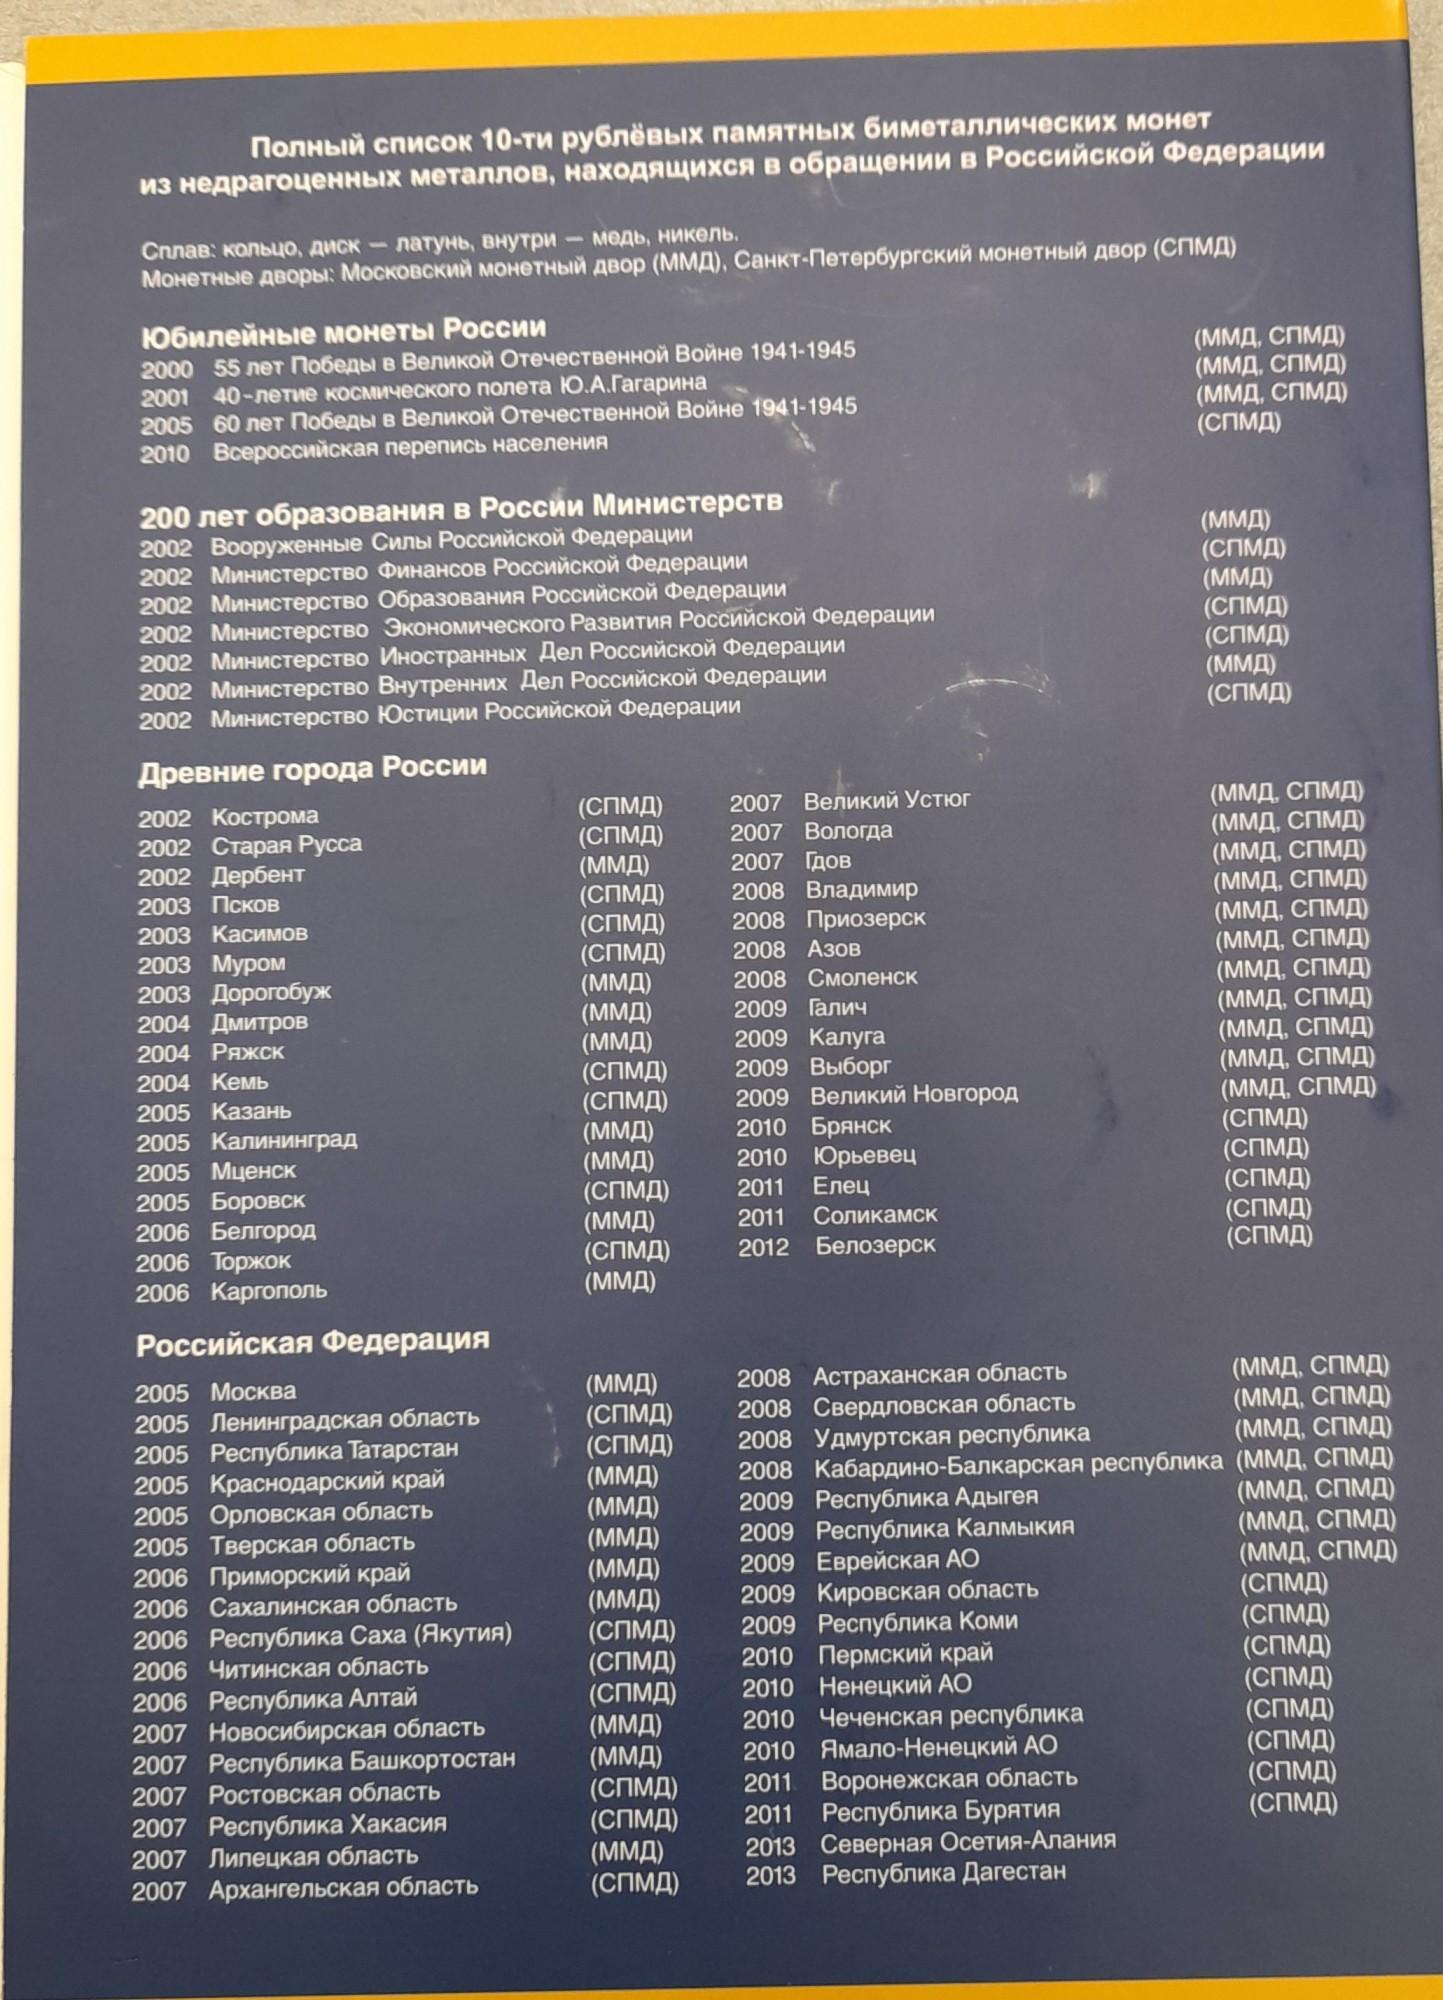 Полный список 10-ти рублёвых памятных биметаллических монет
из недрагоценных металлов, находящихся в обращении в Российской Федерации
Сплав: кольцо, диск — латунь, внутри — медь, никель.
Монетные дворы: Московский монетный двор (ММД), Санкт-Петербургский монетный двор (СПМД)
Юбилейные монеты России
2000 55 лет Победы в Великой Отечественной Войне 1941-1945 (ММД, СПМД)
2001 40-летие космического полета Ю.А.Гагарина (ММД, СПМД)
2005 60 лет Победы в Великой Отечественной Войне 1941-1945 (ММД, СПМД)
2010 Всероссийская перепись населения (СПМД)
200 лет образования в России Министерств
2002 Вооруженные Силы Российской Федерации (ММД)
2002 Министерство Финансов Российской Федерации (СПМД)
2002 Министерство Образования Российской Федерации (ММД)
2002 Министерство Экономического Развития Российской Федерации (СПМД)
2002 Министерство Иностранных Дел Российской Федерации (СПМД)
2002 Министерство Внутренних Дел Российской Федерации (ММД)
2002 Министерство Юстиции Российской Федерации (СПМД)
Древние города России
2002 Кострома (СПМД)
2002 Старая Русса (СПМД)
2002 Дербент (ММД)
2003 Псков (СПМД)
2003 Касимов (СПМД)
2003 Муром (СПМД)
2003 Дорогобуж (ММД)
2004 Дмитров (ММД)
2004 Ряжск (ММД)
2004 Кемь (СПМД)
2005 Казань (СПМД)
2005 Калининград (ММД)
2005 Мценск (ММД)
2005 Боровск (СПМД)
2006 Белгород (ММД)
2006 Торжок (СПМД)
2006 Каргополь (ММД)
2007 Великий Устюг (ММД, СПМД)
2007 Вологда (ММД, СПМД)
2007 Гдов (ММД, СПМД)
2008 Владимир (ММД, СПМД)
2008 Приозерск (ММД, СПМД)
2008 Азов (ММД, СПМД)
2008 Смоленск (ММД, СПМД)
2009 Галич (ММД, СПМД)
2009 Калуга (ММД, СПМД)
2009 Выборг (ММД, СПМД)
2009 Великий Новгород (ММД, СПМД)
2010 Брянск (СПМД)
2010 Юрьевец (СПМД)
2011 Елец (СПМД)
2011 Соликамск (СПМД)
2012 Белозерск (СПМД)
Российская Федерация
2005 Москва (ММД)
2005 Ленинградская область (СПМД)
2005 Республика Татарстан (СПМД)
2005 Краснодарский край (ММД)
2005 Орловская область (ММД)
2005 Тверская область (ММД)
2006 Приморский край (ММД)
2006 Сахалинская область (ММД)
2006 Республика Саха (Якутия) (СПМД)
2006 Читинская область (СПМД)
2006 Республика Алтай (СПМД)
2007 Новосибирская область (ММД)
2007 Республика Башкортостан (ММД)
2007 Ростовская область (СПМД)
2007 Республика Хакасия (СПМД)
2007 Липецкая область (ММД)
2007 Архангельская область (СПМД)
2008 Астраханская область (ММД, СПМД)
2008 Свердловская область (ММД, СПМД)
2008 Удмуртская республика (ММД, СПМД)
2008 Кабардино-Балкарская республика (ММД, СПМД)
2009 Республика Адыгея (ММД, СПМД)
2009 Республика Калмыкия (ММД, СПМД)
2009 Еврейская АО (ММД, СПМД)
2009 Кировская область (СПМД)
2009 Республика Коми (СПМД)
2010 Пермский край (СПМД)
2010 Ненецкий АО (СПМД)
2010 Чеченская республика (СПМД)
2010 Ямало-Ненецкий АО (СПМД)
2011 Воронежская область (СПМД)
2011 Республика Бурятия (СПМД)
2013 Северная Осетия-Алания
2013 Республика Дагестан